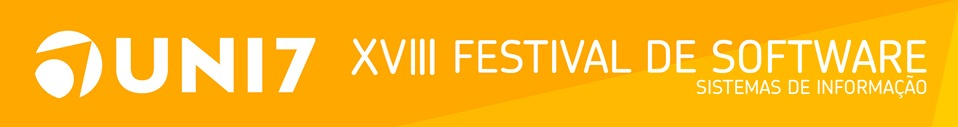 UNI7 XVIII FESTIVAL DE SOFTWARE
SISTEMAS DE INFORMAÇÃO